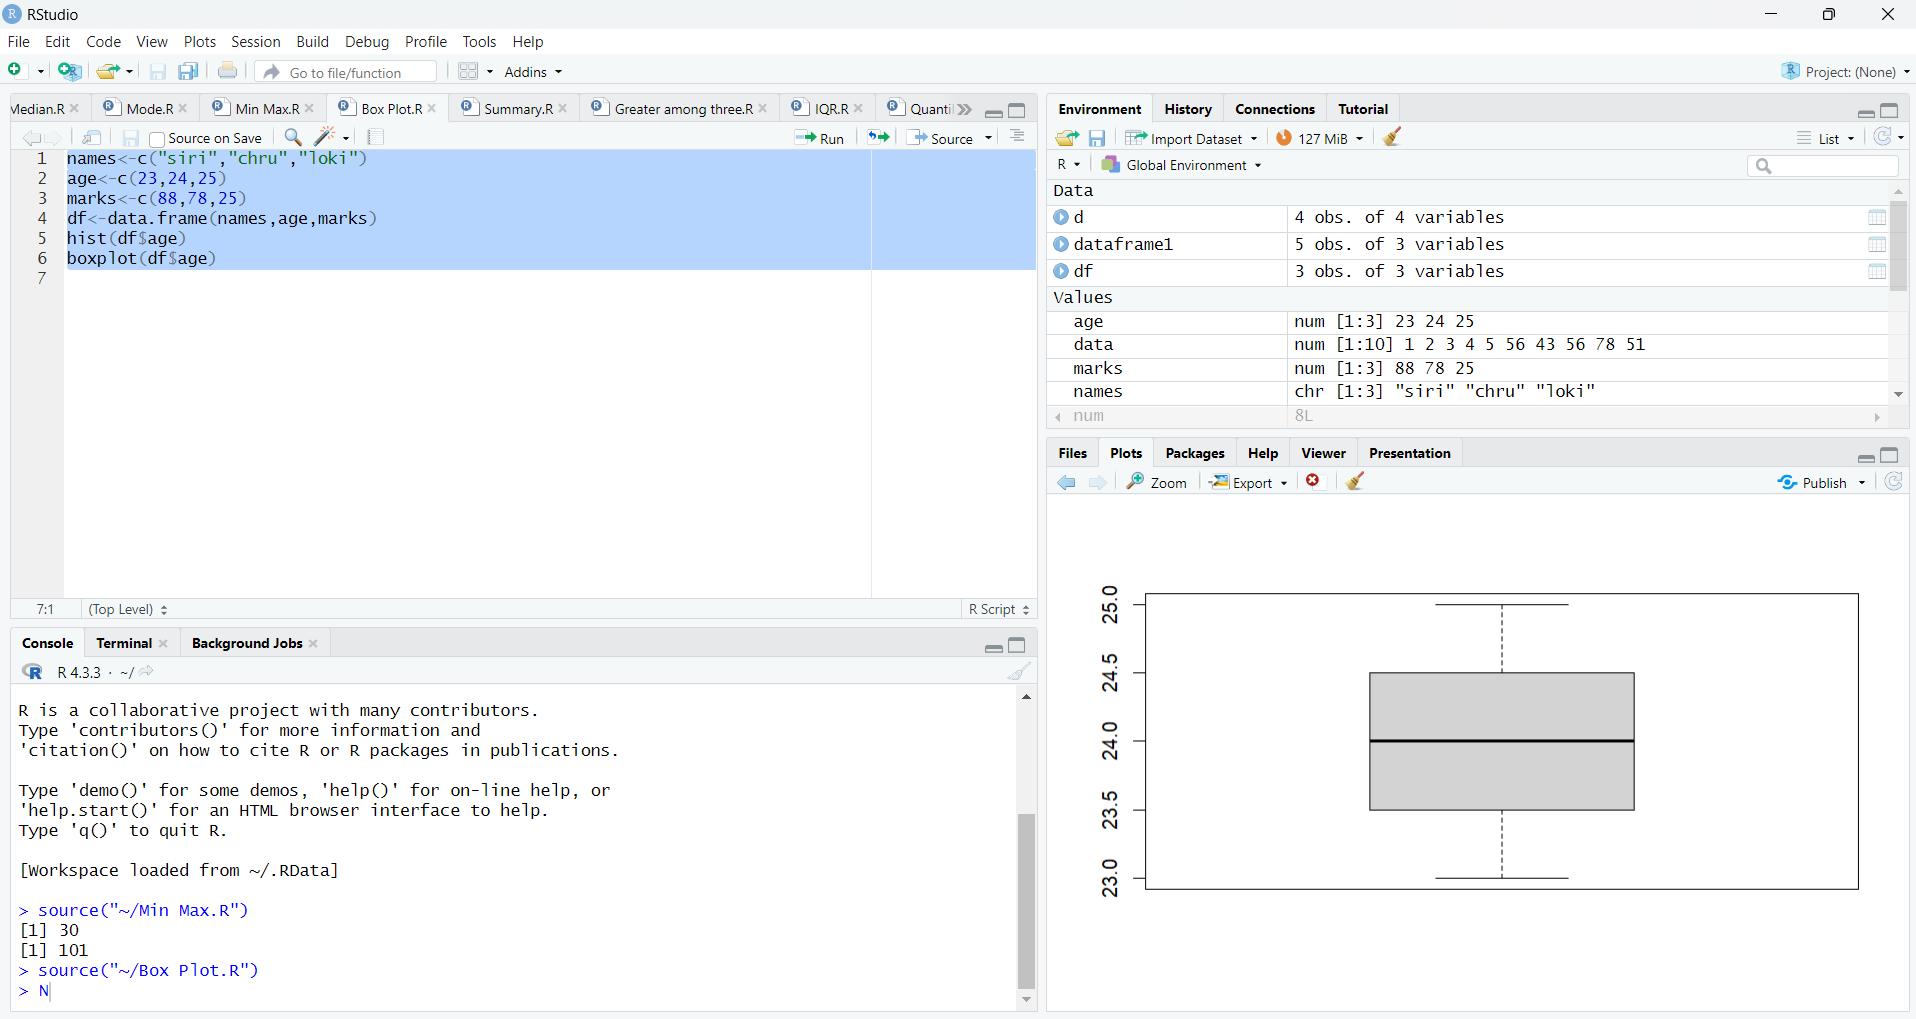 RStudio
File Edit Code View Plots Session Build Debug Profile Tools Help
Go to file/function Addins Project: (None)
Median.R Mode.R Min Max.R Box Plot.R Summary.R Greater among three.R IQR.R Quanti
Source on Save Run Source
1 names<-c("siri","chru","loki")
2 age<-c(23,24,25)
3 marks<-c(88,78,25)
4 df<-data.frame(names,age,marks)
5 hist(df$age)
6 boxplot(df$age)
7
7:1 (Top Level) R Script
Console Terminal Background Jobs
R 4.3.3 · ~/
R is a collaborative project with many contributors.
Type 'contributors()' for more information and
'citation()' on how to cite R or R packages in publications.
Type 'demo()' for some demos, 'help()' for on-line help, or
'help.start()' for an HTML browser interface to help.
Type 'q()' to quit R.
[Workspace loaded from ~/.RData]
> source("~/Min Max.R")
[1] 30
[1] 101
> source("~/Box Plot.R")
> N
Environment History Connections Tutorial
Import Dataset 127 MiB List
R Global Environment
Data
d 4 obs. of 4 variables
dataframe1 5 obs. of 3 variables
df 3 obs. of 3 variables
Values
age num [1:3] 23 24 25
data num [1:10] 1 2 3 4 5 56 43 56 78 51
marks num [1:3] 88 78 25
names chr [1:3] "siri" "chru" "loki"
num 8L
Files Plots Packages Help Viewer Presentation
Zoom Export Publish
25.0
24.5
24.0
23.5
23.0